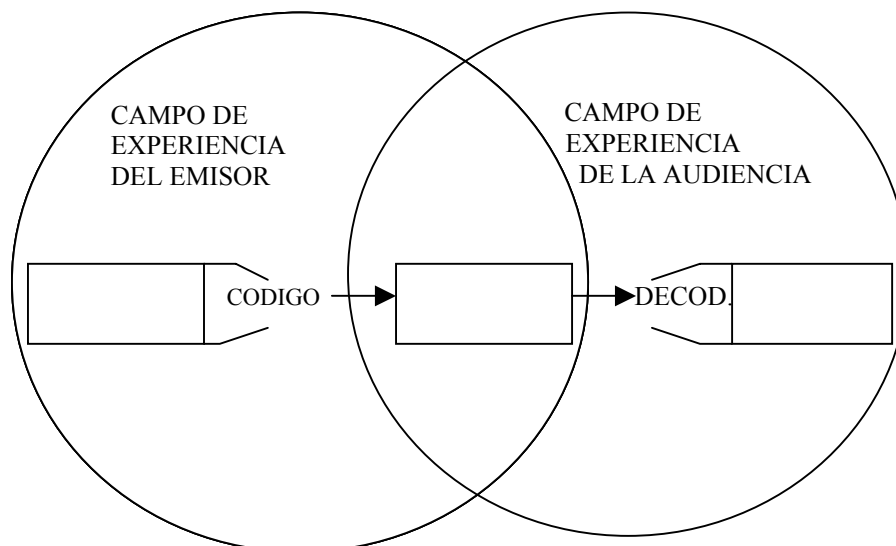 CAMPO DE
EXPERIENCIA
DEL EMISOR
CAMPO DE
EXPERIENCIA
DE LA AUDIENCIA
CODIGO
DECOD.